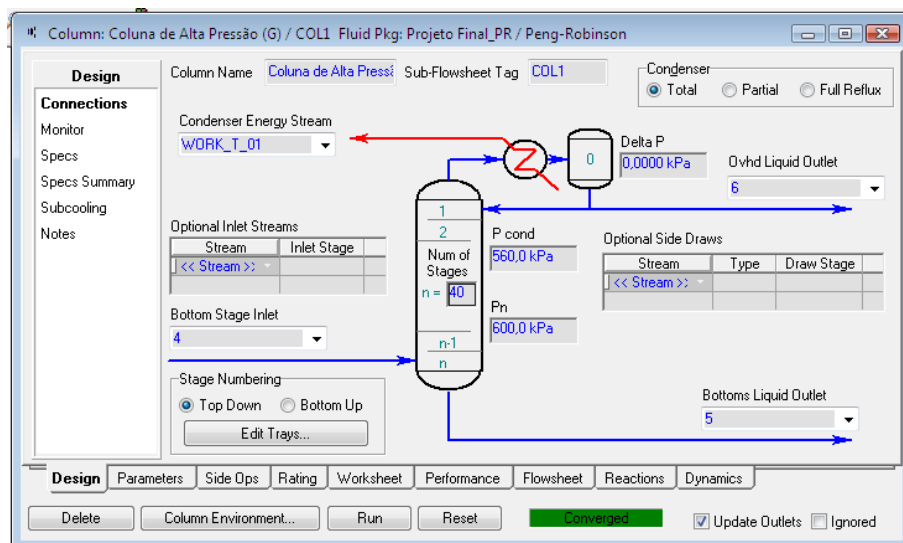 Column: Coluna de Alta Pressão (G) / COL1 Fluid Pkg: Projeto Final_PR / Peng-Robinson
Design
Connections
Monitor
Specs
Specs Summary
Subcooling
Notes
Column Name Coluna de Alta Pressã Sub-Flowsheet Tag COL1
Condenser
Total Partial Full Reflux
Condenser Energy Stream
WORK_T_01
0
Delta P
0,0000 kPa
Ovhd Liquid Outlet
6
Optional Inlet Streams
Stream Inlet Stage
<< Stream >>
Bottom Stage Inlet
4
1
2
Num of
Stages
n = 40
n-1
n
P cond
560,0 kPa
Pn
600,0 kPa
Optional Side Draws
Stream Type Draw Stage
<< Stream >>
Stage Numbering
Top Down Bottom Up
Edit Trays...
Bottoms Liquid Outlet
5
Design Parameters Side Ops Rating Worksheet Performance Flowsheet Reactions Dynamics
Delete Column Environment... Run Reset Converged Update Outlets Ignored